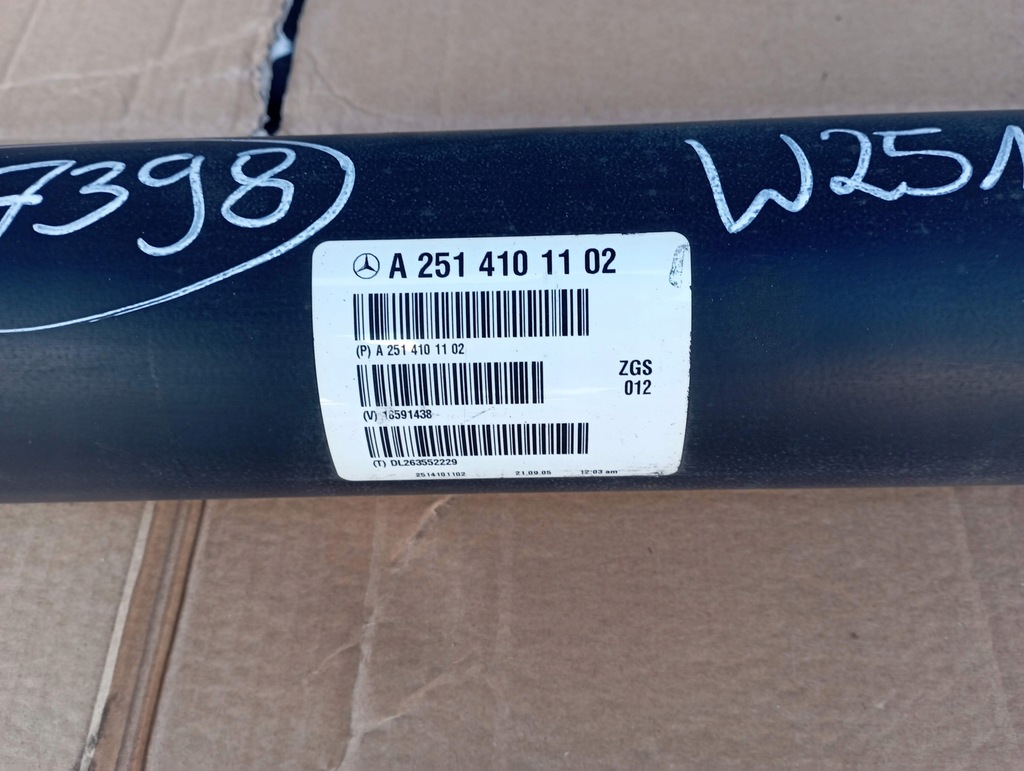 7398
W251
A 251 410 11 02
(P) A 251 410 11 02
ZGS
012
(V) 16591438
(T) DL263552229
2514101102 21.09.05 12:03 am